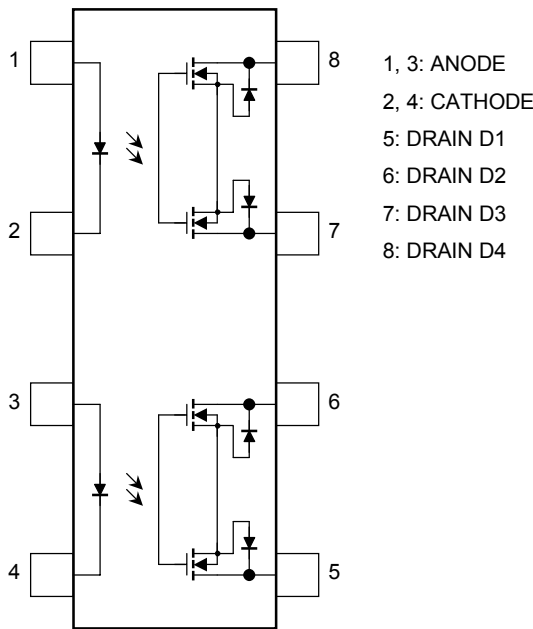 1
2
3
4
8
7
6
5
1, 3: ANODE
2, 4: CATHODE
5: DRAIN D1
6: DRAIN D2
7: DRAIN D3
8: DRAIN D4